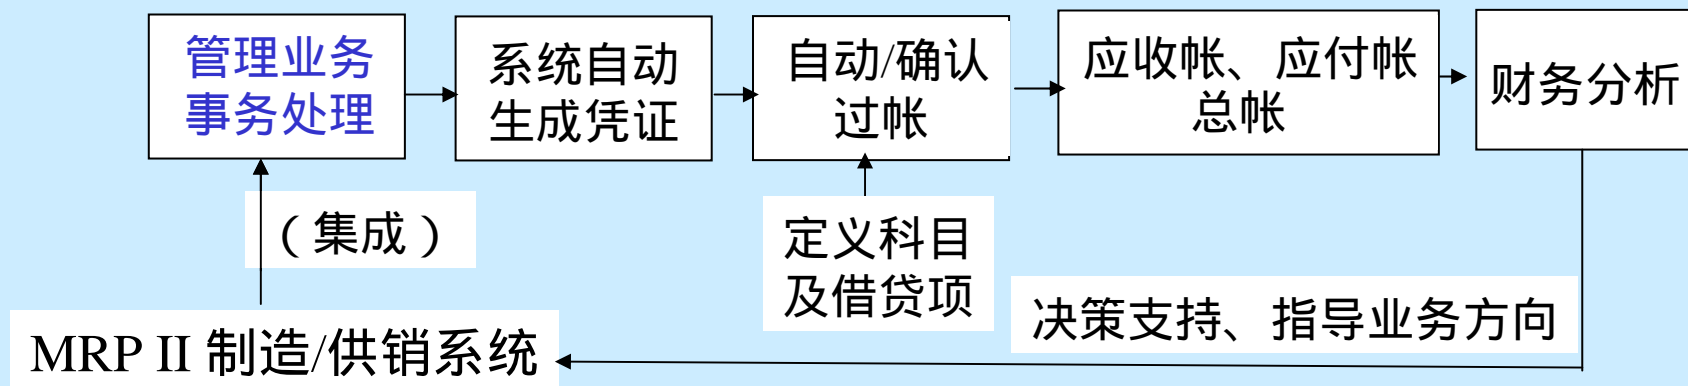 管理业务
事务处理
系统自动
生成凭证
自动/确认
过帐
应收帐、应付帐
总帐
财务分析
（集成）
定义科目
及借贷项
决策支持、指导业务方向
MRP II 制造/供销系统